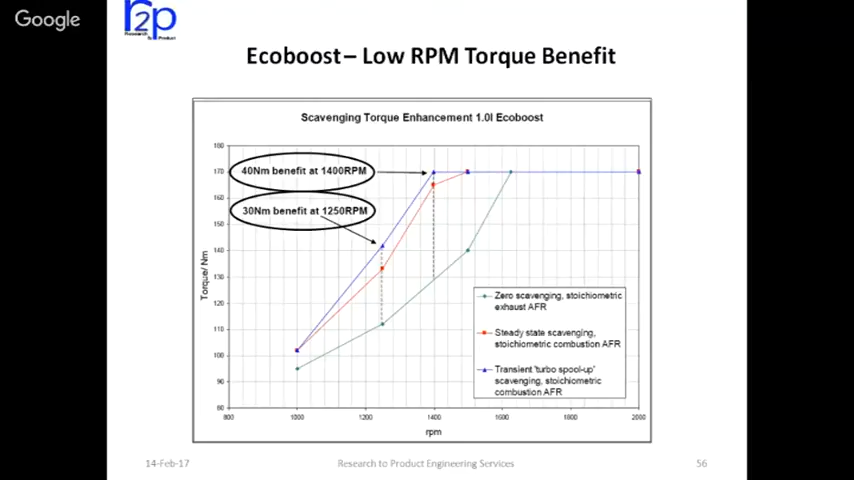 Google
r2p
Research
to Product
Ecoboost – Low RPM Torque Benefit
Scavenging Torque Enhancement 1.0l Ecoboost
180
170
160
150
140
130
120
110
100
90
80
Torque/ Nm
40Nm benefit at 1400RPM
30Nm benefit at 1250RPM
Zero scavenging, stoichiometric
exhaust AFR
Steady state scavenging,
stoichiometric combustion AFR
Transient 'turbo spool-up'
scavenging, stoichiometric
combustion AFR
800 1000 1200 1400 1600 1800 2000
rpm
14-Feb-17 Research to Product Engineering Services 56